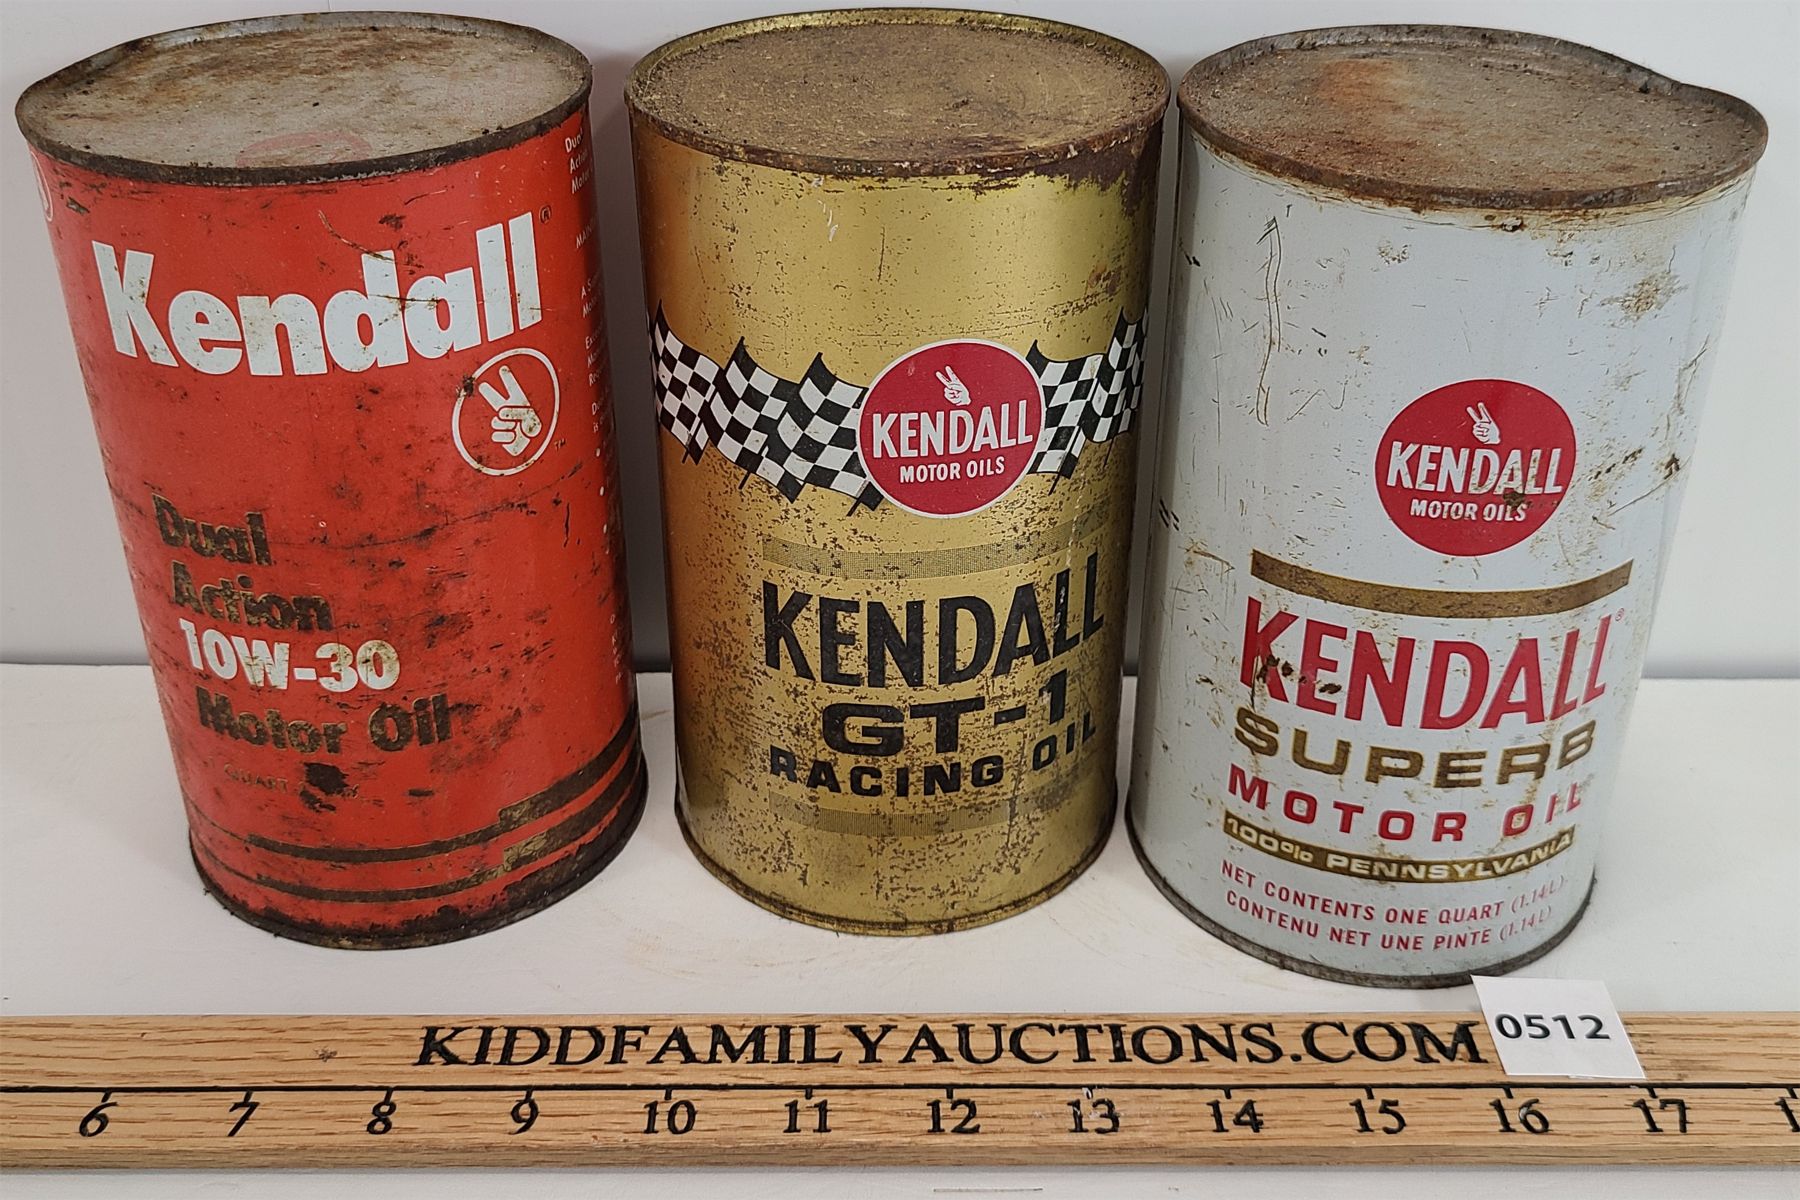 Kendall®
Dual
Action
10W-30
Motor Oil
QUART
Dual
KENDALL
MOTOR OILS
KENDALL
GT-1
RACING OIL
KENDALL
MOTOR OILS
KENDALL®
SUPERB
MOTOR OIL
100% PENNSYLVANIA
NET CONTENTS ONE QUART (1.14L)
CONTENU NET UNE PINTE (1.14L)
0512
KIDDFAMILYAUCTIONS.COM
6 7 8 9 10 11 12 13 14 15 16 17